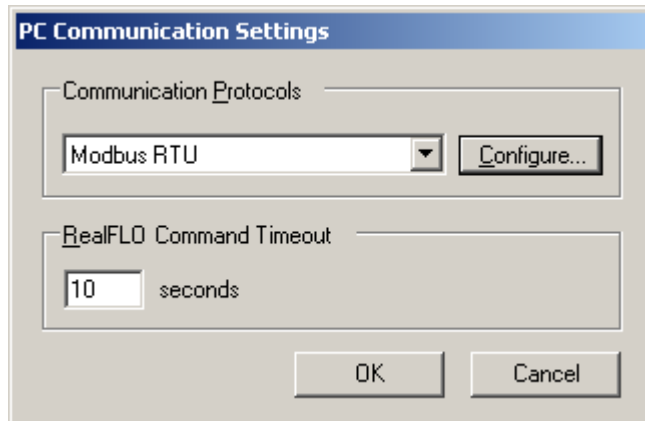 PC Communication Settings
Communication Protocols
Modbus RTU Configure...
RealFLO Command Timeout
10 seconds
OK Cancel